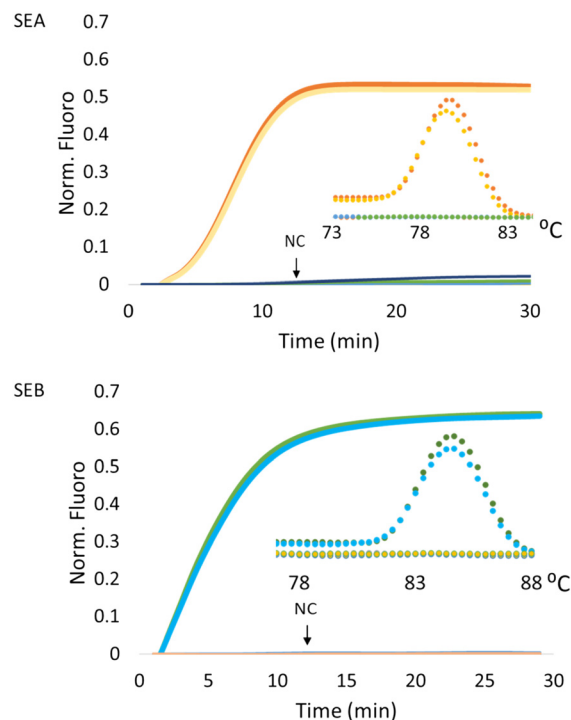 SEA
0.7
0.6
0.5
0.4
0.3
0.2
0.1
0
Norm. Fluoro
73 78 83 ºC
NC
0 10 20 30
Time (min)
SEB
0.7
0.6
0.5
0.4
0.3
0.2
0.1
0
Norm. Fluoro
78 83 88 ºC
NC
0 5 10 15 20 25 30
Time (min)